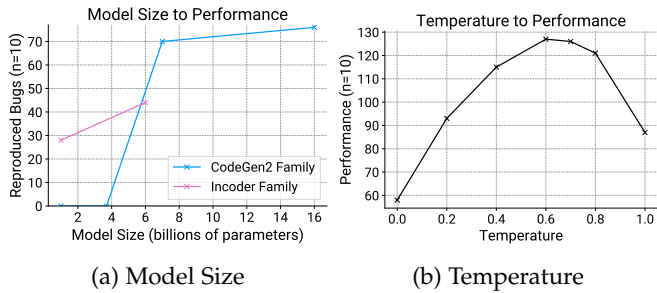 Model Size to Performance
Reproduced Bugs (n=10)
70
60
50
40
30
20
10
0
CodeGen2 Family
Incoder Family
2 4 6 8 10 12 14 16
Model Size (billions of parameters)
(a) Model Size
Temperature to Performance
Performance (n=10)
130
120
110
100
90
80
70
60
0.0 0.2 0.4 0.6 0.8 1.0
Temperature
(b) Temperature